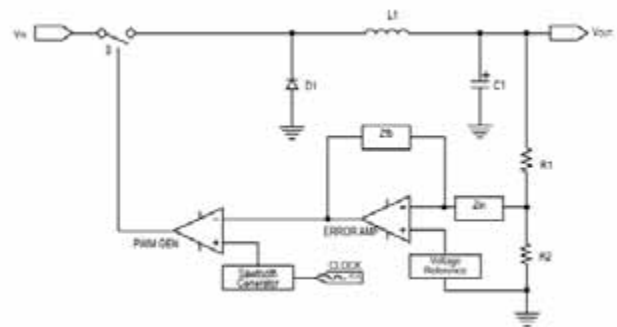 L1
VIN
VOUT
S
D1
C1
Zfb
R1
Zin
ERROR AMP
PWM GEN
R2
CLOCK
Voltage
Reference
Sawtooth
Generator